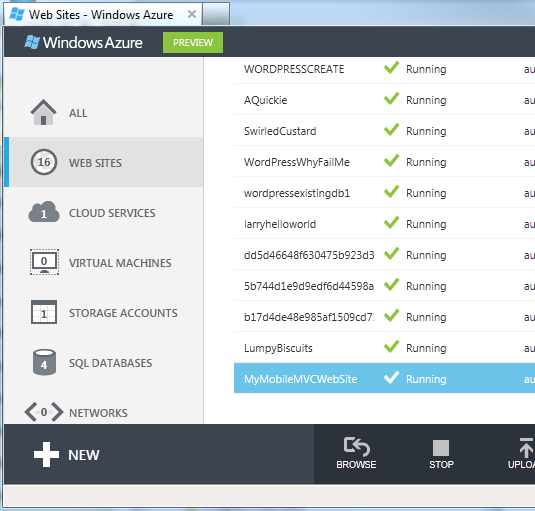 Web Sites - Windows Azure
Windows Azure PREVIEW
ALL
16 WEB SITES
1 CLOUD SERVICES
0 VIRTUAL MACHINES
1 STORAGE ACCOUNTS
4 SQL DATABASES
<0> NETWORKS
WORDPRESSCREATE Running au
AQuickie Running au
SwirledCustard Running au
WordPressWhyFailMe Running au
wordpressexistingdb1 Running au
larryhelloworld Running au
dd5d46648f630475b923d3 Running au
5b744d1e9d9edf6d44598a Running au
b17d4de48e985af1509cd7 Running au
LumpyBiscuits Running au
MyMobileMVCWebSite Running au
NEW
BROWSE STOP UPLOA